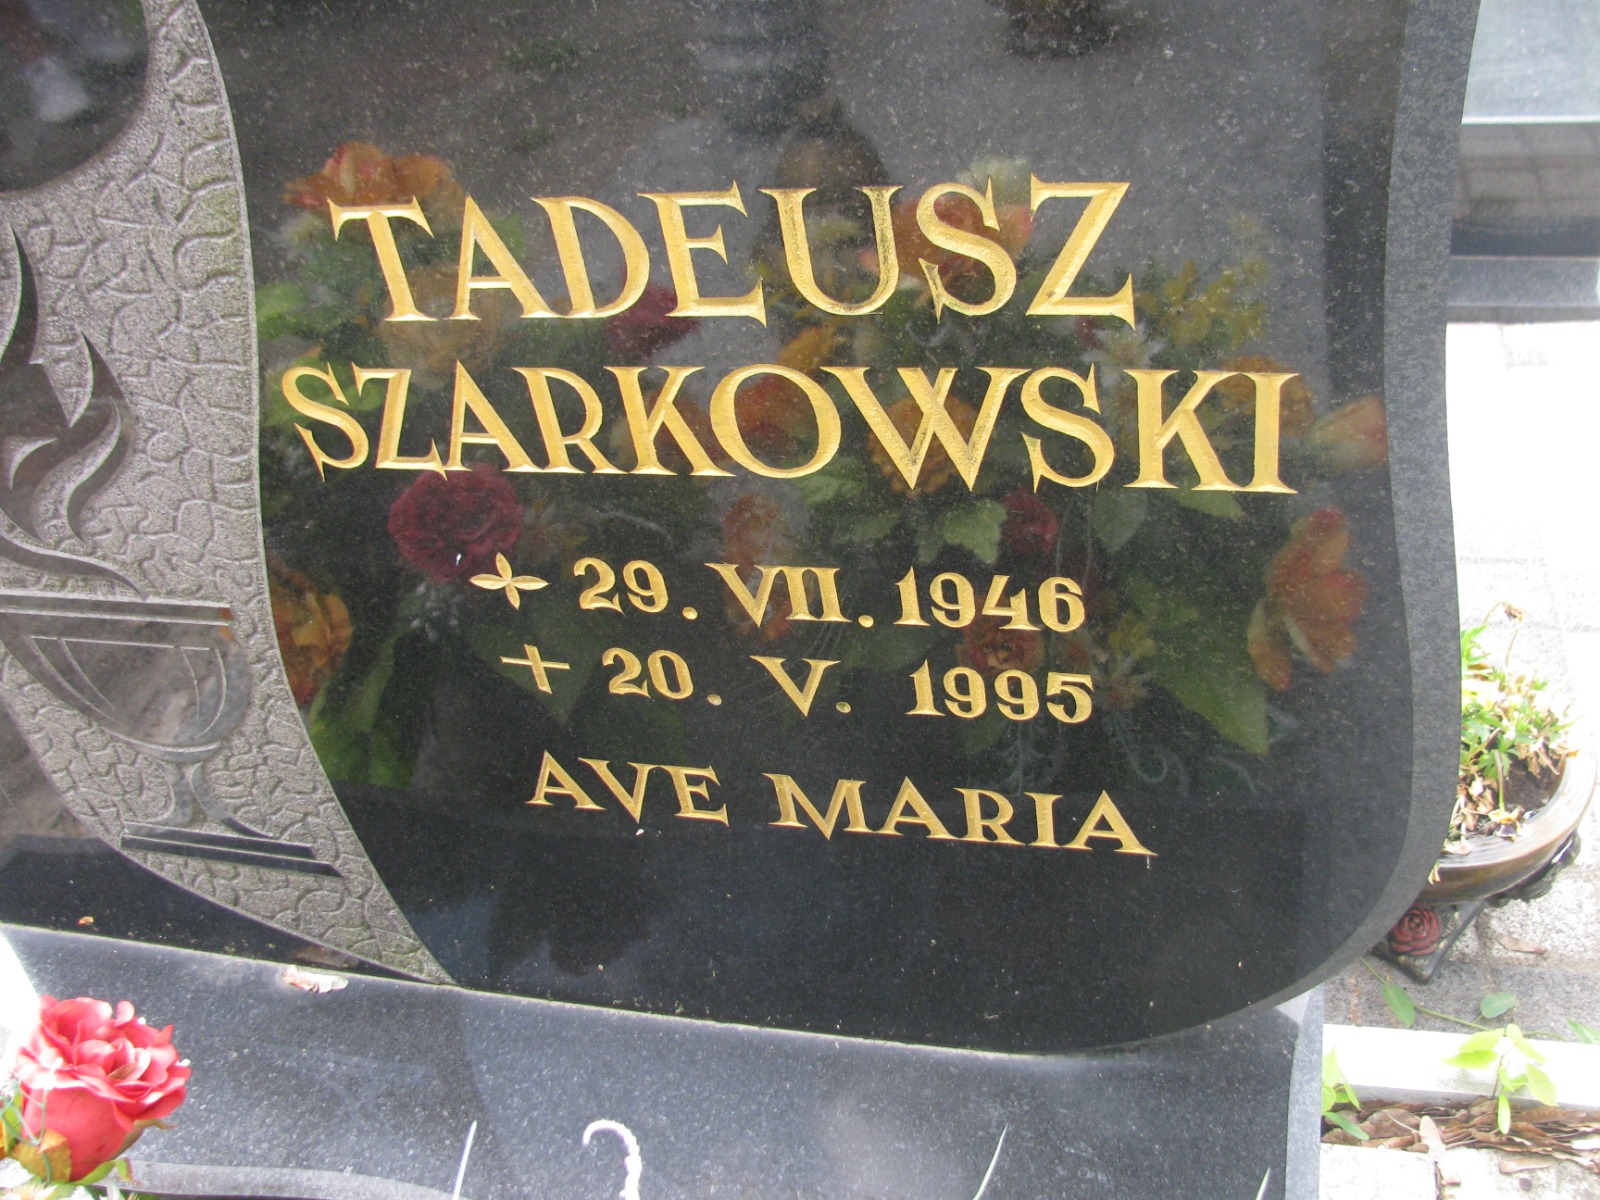 TADEUSZ
SZARKOWSKI
29. VII. 1946
+ 20. V. 1995
AVE MARIA